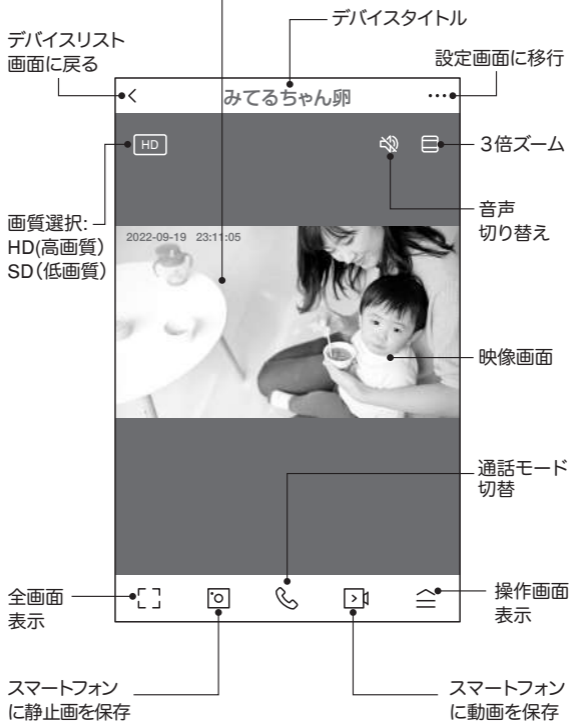 デバイスタイトル
デバイスリスト
画面に戻る
設定画面に移行
みてるちゃん卵
HD
3倍ズーム
音声
切り替え
画質選択:
HD(高画質)
SD(低画質)
2022-09-19 23:11:05
映像画面
通話モード
切替
全画面
表示
操作画面
表示
スマートフォン
に静止画を保存
スマートフォン
に動画を保存